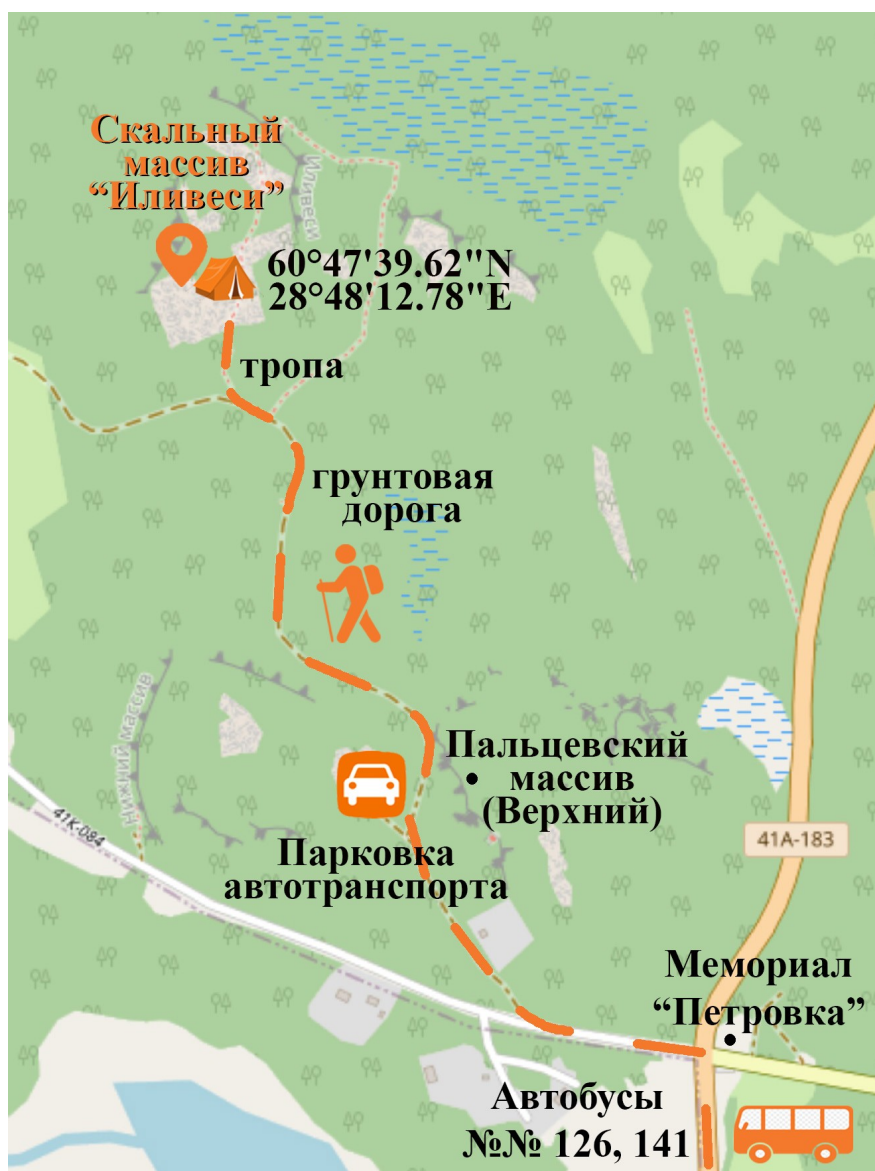 Скальный
массив
“Иливеси”
Иливеси
60°47'39.62"N
28°48'12.78"E
тропа
грунтовая
дорога
Нижний массив
Пальцевский
массив
(Верхний)
41К-084
41А-183
Парковка
автотранспорта
Мемориал
“Петровка”
Автобусы
№№ 126, 141